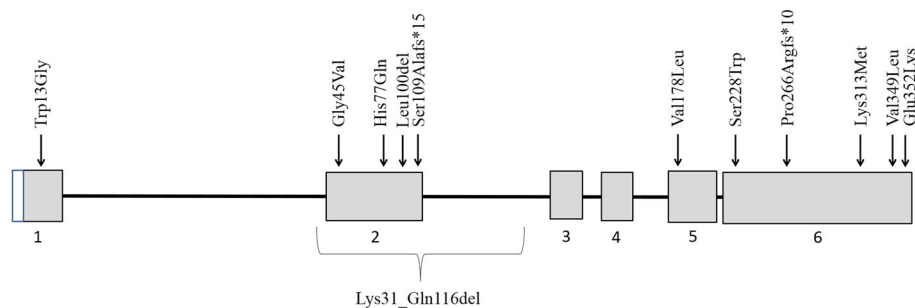 Trp13Gly
Gly45Val
His77Gln
Leu100del
Ser109Alafs*15
Val178Leu
Ser228Trp
Pro266Argfs*10
Lys313Met
Val349Leu
Glu352Lys
1
2
3
4
5
6
Lys31_Gln116del